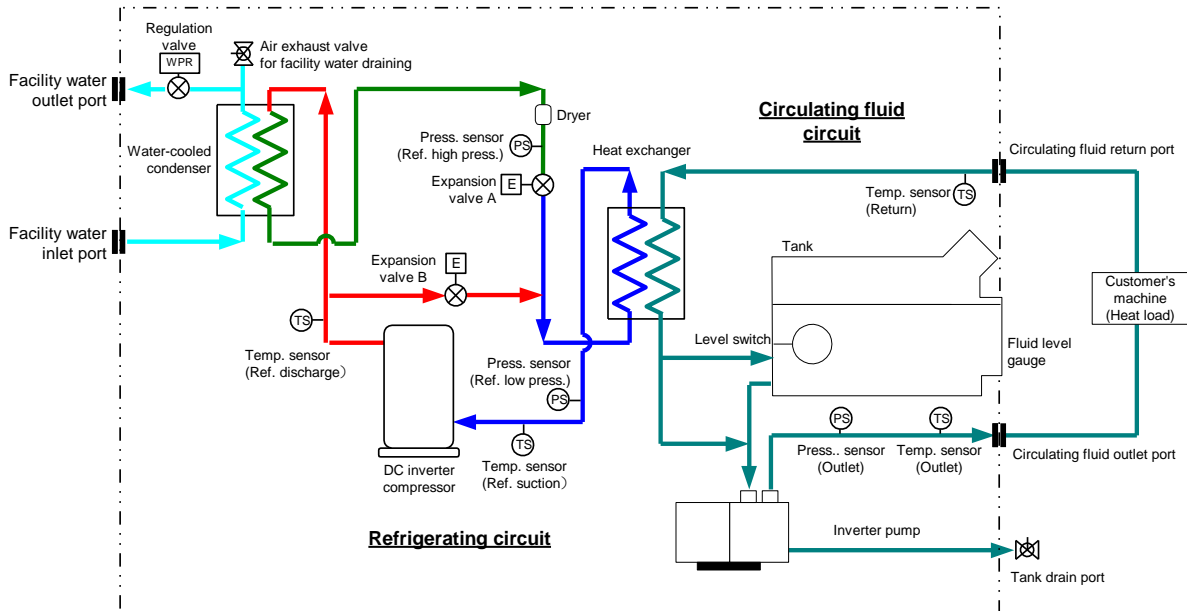 Regulation
valve
WPR
Air exhaust valve
for facility water draining
Facility water
outlet port
Water-cooled
condenser
Facility water
inlet port
Dryer
Press. sensor
(Ref. high press.)
PS
Expansion
valve A
E
Expansion
valve B
E
Heat exchanger
Circulating fluid
circuit
Circulating fluid return port
Temp. sensor
(Return)
TS
Tank
Customer's
machine
(Heat load)
Level switch
Fluid level
gauge
TS
Temp. sensor
(Ref. discharge)
Press. sensor
(Ref. low press.)
PS
TS
Temp. sensor
(Ref. suction)
DC inverter
compressor
PS
Press.. sensor
(Outlet)
TS
Temp. sensor
(Outlet)
Circulating fluid outlet port
Refrigerating circuit
Inverter pump
Tank drain port